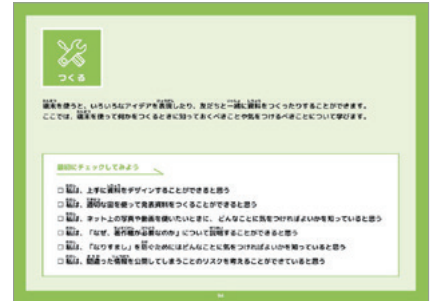 つくる
端末を使うと、いろいろなアイデアを表現したり、友だちと一緒に資料をつくったりすることができます。
ここでは、端末を使って何かをつくるときに知っておくべきことや気をつけるべきことについて学びます。
最初にチェックしてみよう
□ 私は、上手に資料をデザインすることができると思う
□ 私は、適切な図を使って発表資料をつくることができると思う
□ 私は、ネット上の写真や動画を使いたいときに、どんなことに気をつければよいかを知っていると思う
□ 私は、「なぜ、著作権が必要なのか」について説明することができると思う
□ 私は、「なりすまし」を防ぐためにはどんなことに気をつければよいかを知っていると思う
□ 私は、間違った情報を公開してしまうことのリスクを考えることができていると思う